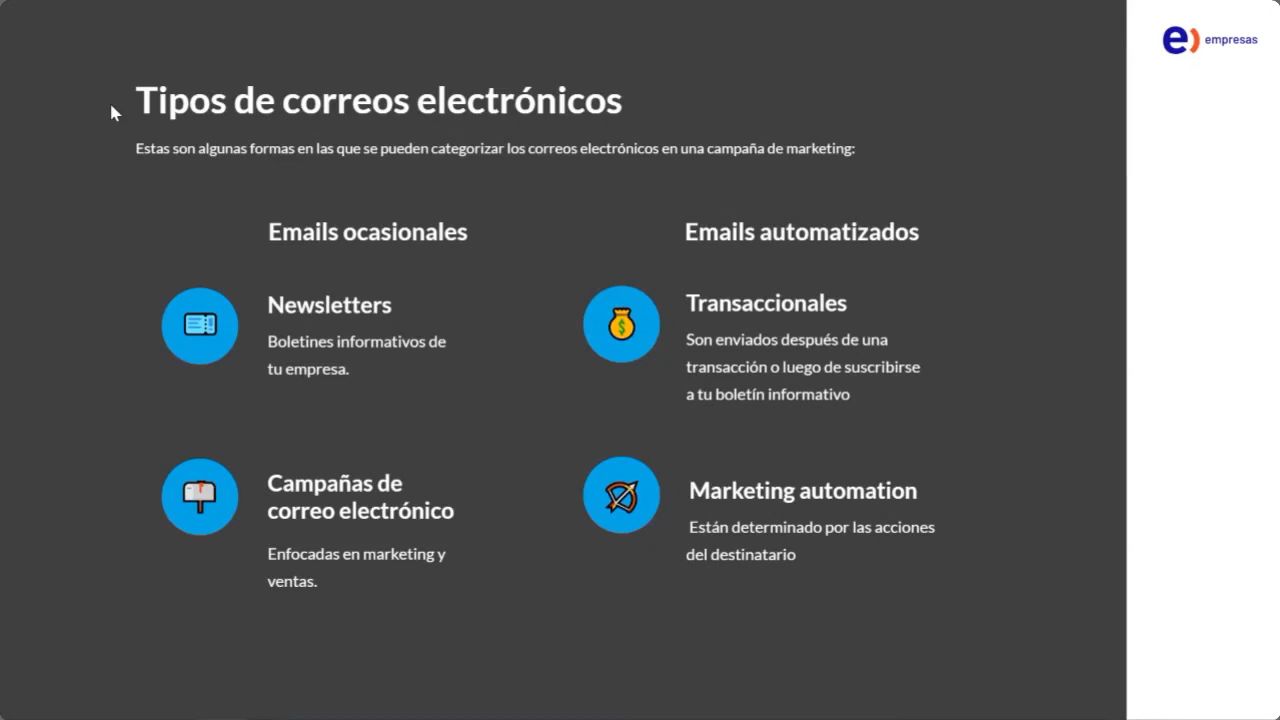 e) empresas
Tipos de correos electrónicos
Estas son algunas formas en las que se pueden categorizar los correos electrónicos en una campaña de marketing:
Emails ocasionales
Newsletters
Boletines informativos de
tu empresa.
Campañas de
correo electrónico
Enfocadas en marketing y
ventas.
Emails automatizados
Transaccionales
Son enviados después de una
transacción o luego de suscribirse
a tu boletín informativo
Marketing automation
Están determinado por las acciones
del destinatario